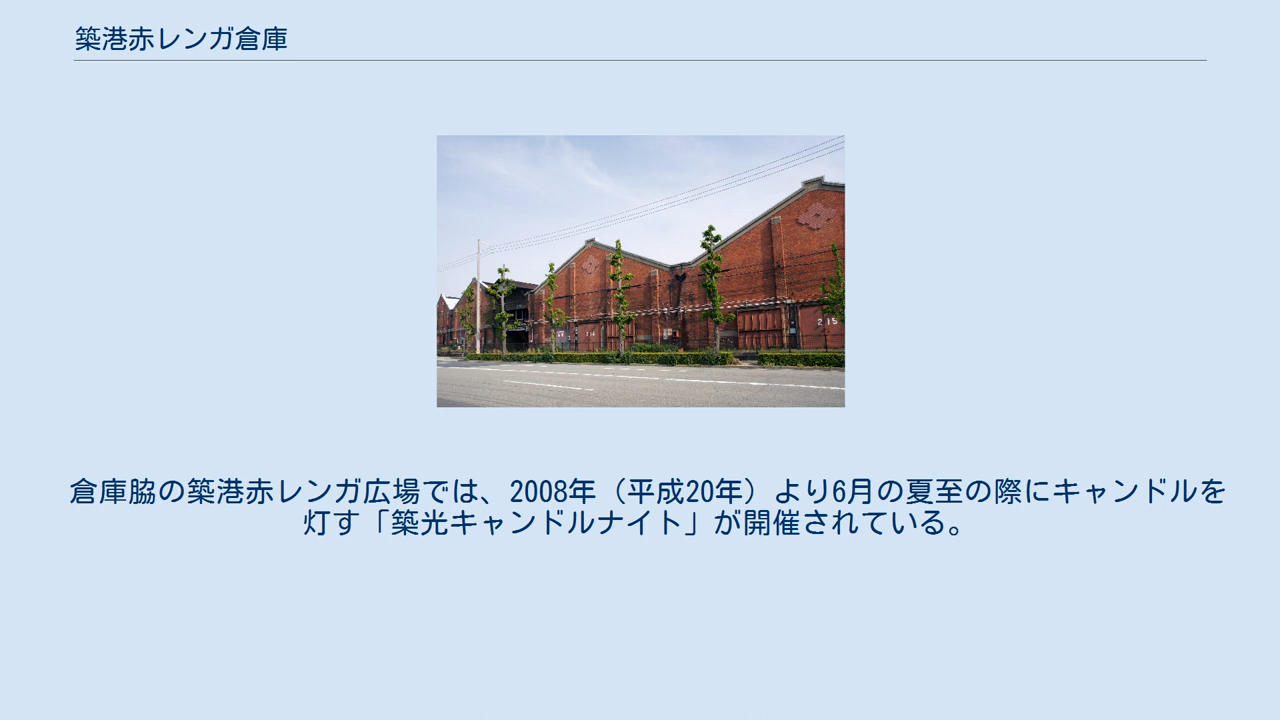 築港赤レンガ倉庫
215
倉庫脇の築港赤レンガ広場では、2008年（平成20年）より6月の夏至の際にキャンドルを
灯す「築光キャンドルナイト」が開催されている。